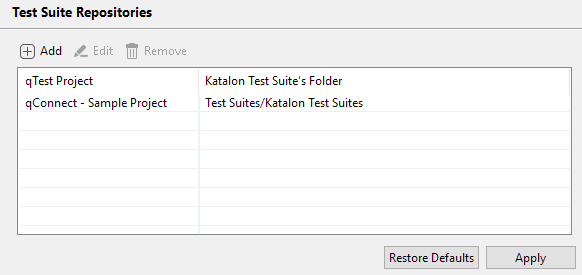 Test Suite Repositories
Add Edit Remove
qTest Project Katalon Test Suite's Folder
qConnect - Sample Project Test Suites/Katalon Test Suites
Restore Defaults Apply